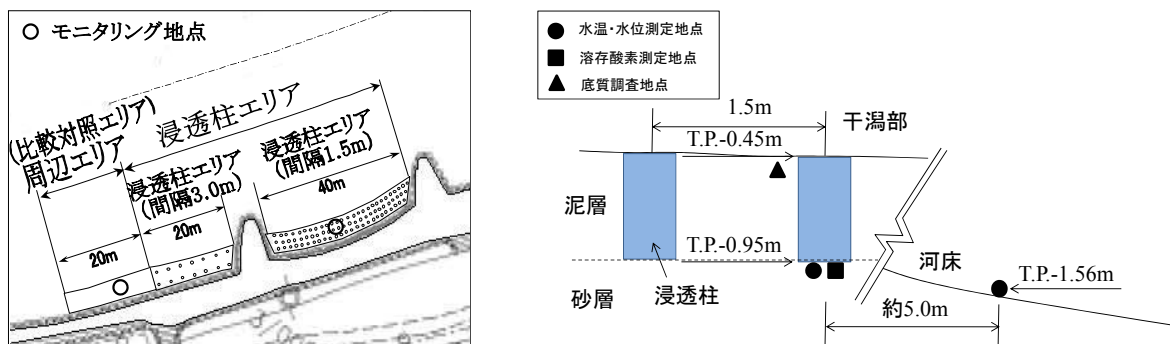 ○ モニタリング地点
浸透柱エリア
(比較対照エリア)
周辺エリア
浸透柱エリア
(間隔3.0m)
浸透柱エリア
(間隔1.5m)
20m
20m
40m
● 水温・水位測定地点
■ 溶存酸素測定地点
▲ 底質調査地点
1.5m
干潟部
T.P.-0.45m
泥層
T.P.-0.95m
河床
T.P.-1.56m
砂層
浸透柱
約5.0m